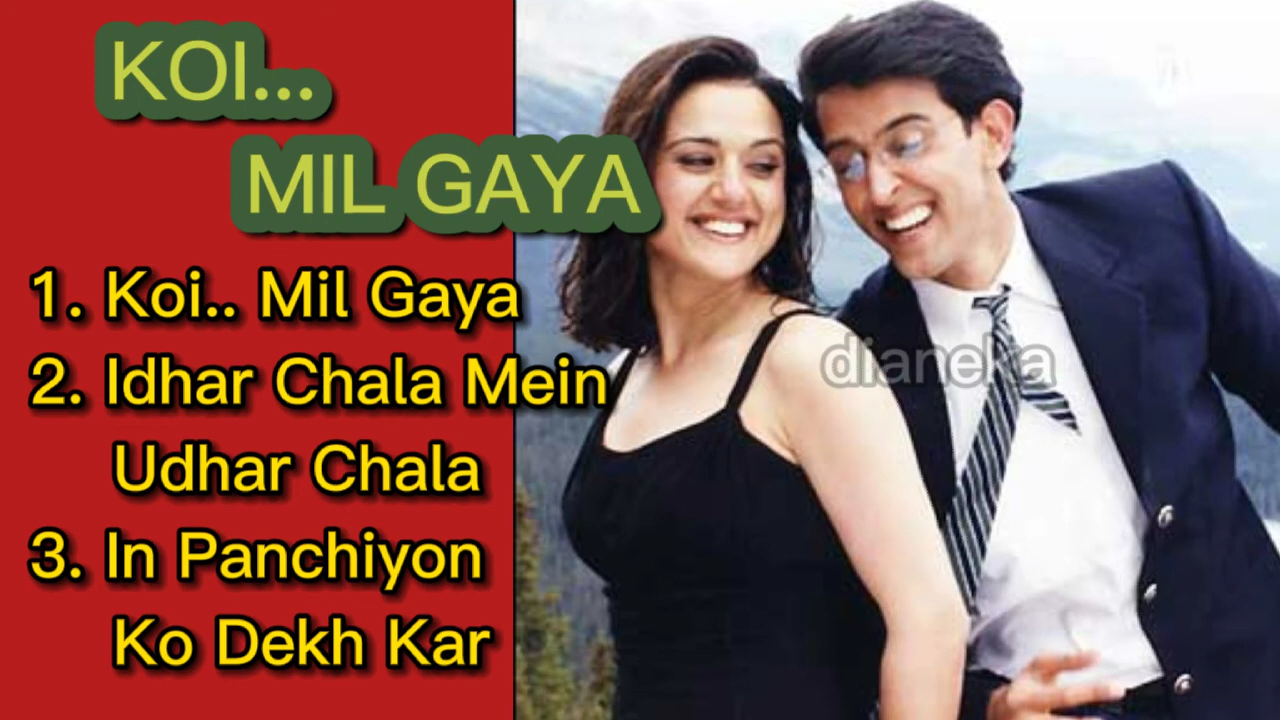 KOI...
MIL GAYA
1. Koi.. Mil Gaya
2. Idhar Chala Mein
Udhar Chala
3. In Panchiyon
Ko Dekh Kar
dianeka